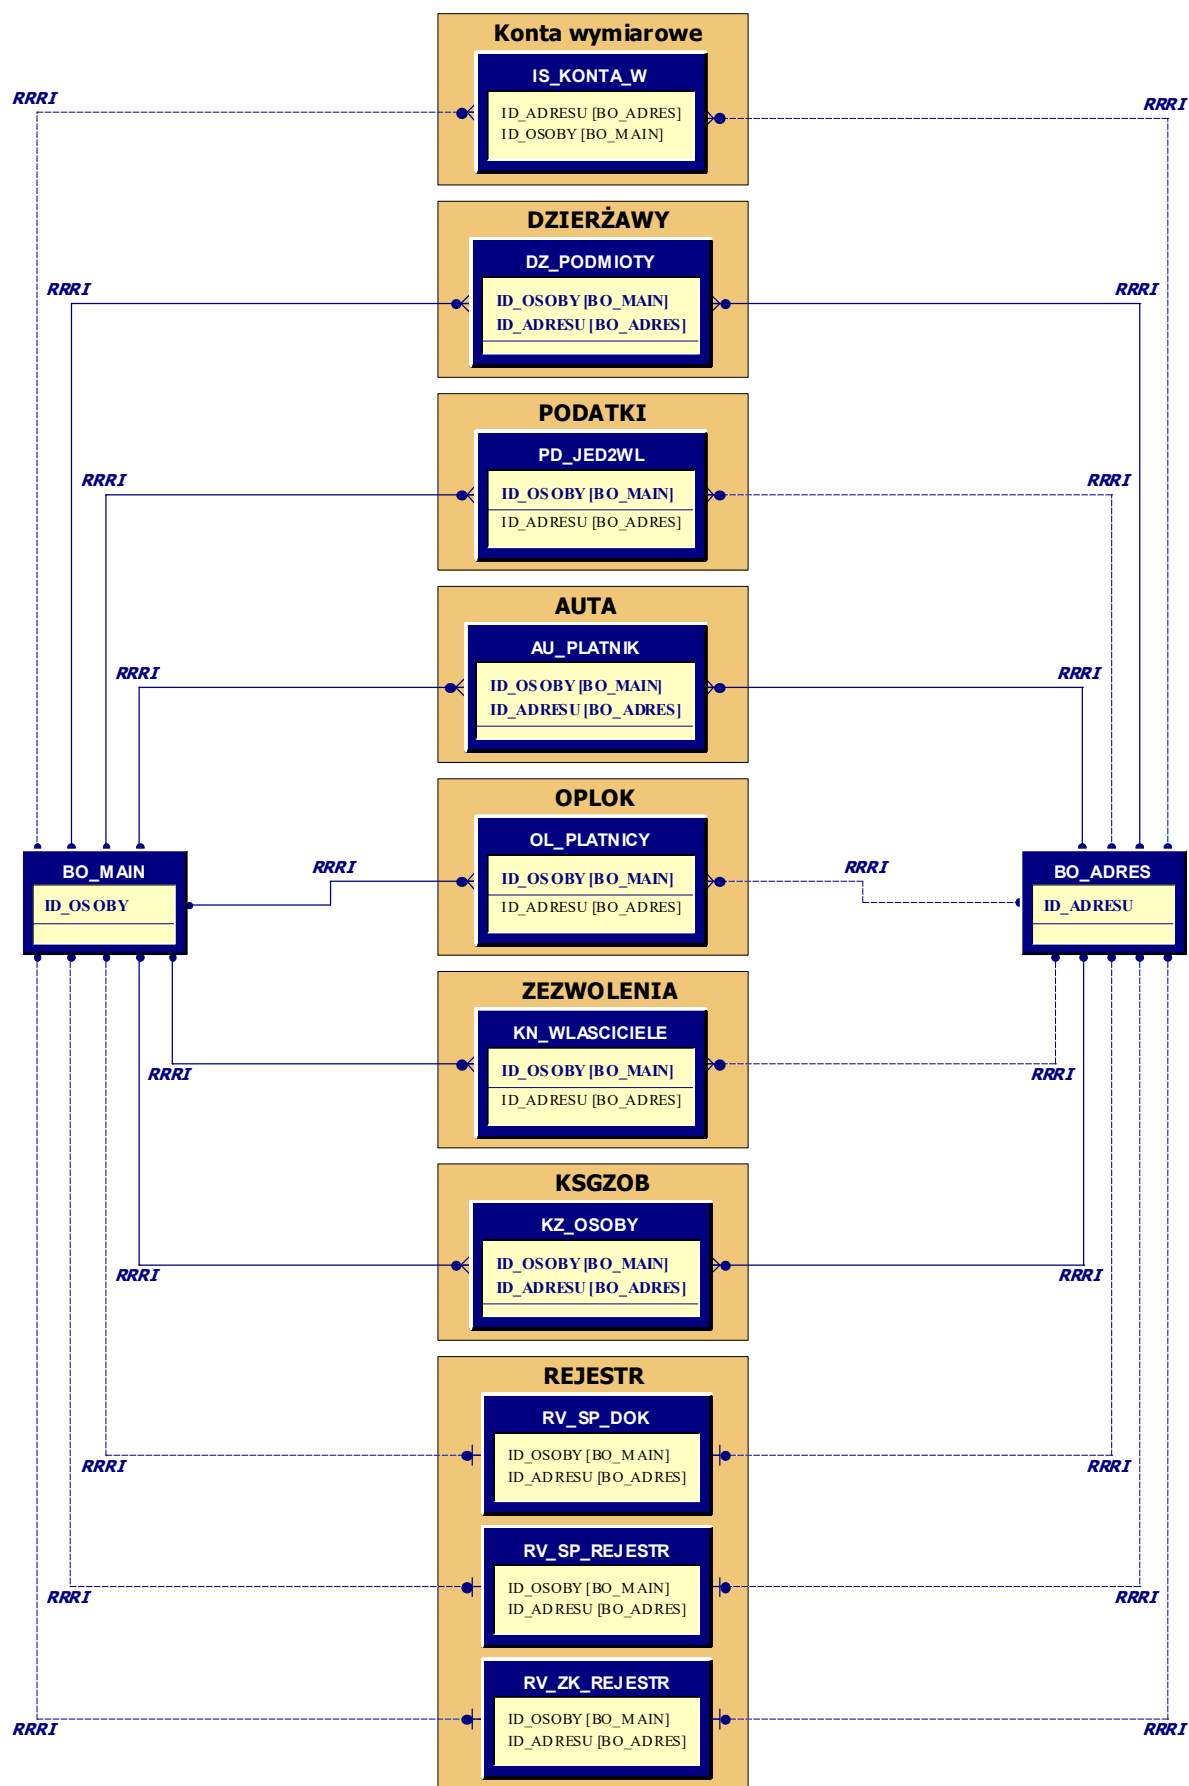 Konta wymiarowe
IS_KONTA_W
RRRI
RRRI
ID_ADRESU [BO_ADRES]
ID_OSOBY [BO_MAIN]
DZIERŻAWY
DZ_PODMIOTY
RRRI
RRRI
ID_OSOBY [BO_MAIN]
ID_ADRESU [BO_ADRES]
PODATKI
PD_JED2WL
RRRI
RRRI
ID_OSOBY [BO_MAIN]
ID_ADRESU [BO_ADRES]
AUTA
AU_PLATNIK
RRRI
RRRI
ID_OSOBY [BO_MAIN]
ID_ADRESU [BO_ADRES]
OPLOK
OL_PLATNICY
RRRI
RRRI
BO_MAIN
BO_ADRES
ID_OSOBY [BO_MAIN]
ID_OSOBY
ID_ADRESU [BO_ADRES]
ID_ADRESU
ZEZWOLENIA
KN_WLASCICIELE
ID_OSOBY [BO_MAIN]
RRRI
RRRI
ID_ADRESU [BO_ADRES]
KSGZOB
KZ_OSOBY
ID_OSOBY [BO_MAIN]
RRRI
RRRI
ID_ADRESU [BO_ADRES]
REJESTR
RV_SP_DOK
ID_OSOBY [BO_MAIN]
RRRI
RRRI
ID_ADRESU [BO_ADRES]
RV_SP_REJESTR
ID_OSOBY [BO_MAIN]
RRRI
RRRI
ID_ADRESU [BO_ADRES]
RV_ZK_REJESTR
ID_OSOBY [BO_MAIN]
RRRI
RRRI
ID_ADRESU [BO_ADRES]